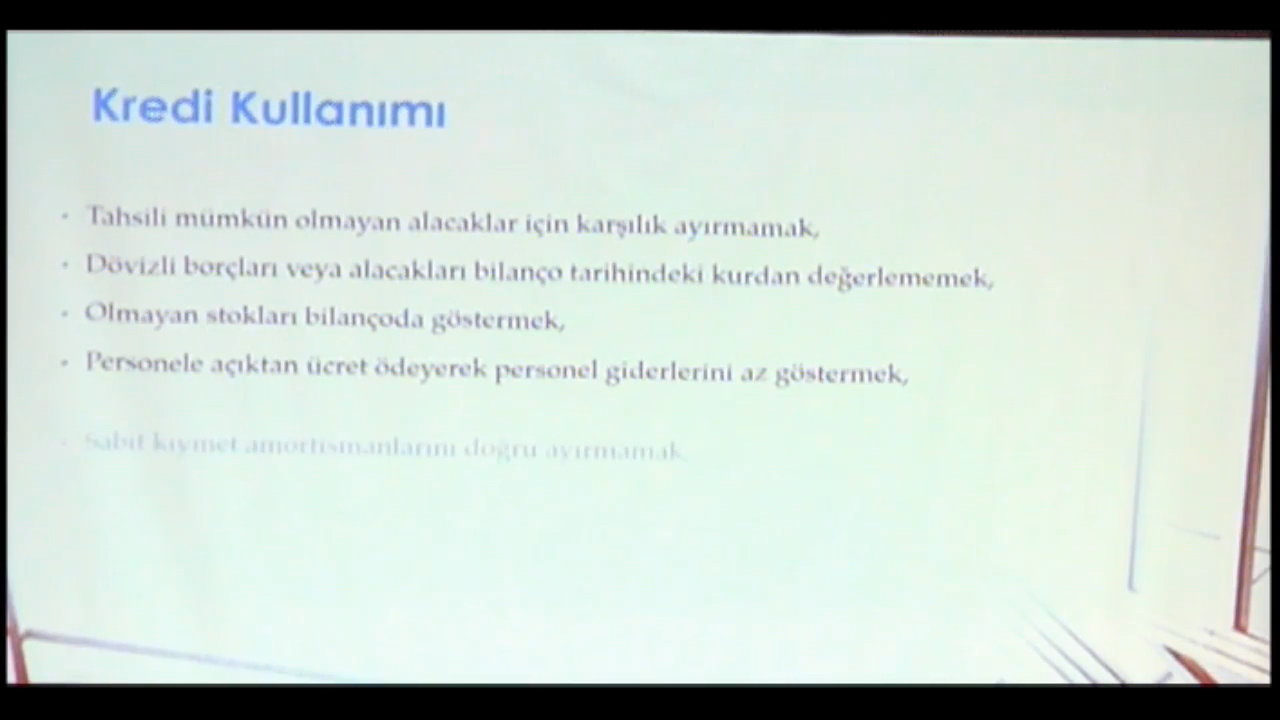 Kredi Kullanımı
• Tahsili mümkün olmayan alacaklar için karşılık ayırmamak,
• Dövizli borçları veya alacakları bilanço tarihindeki kurdan değerlememek,
• Olmayan stokları bilançoda göstermek,
• Personele açıktan ücret ödeyerek personel giderlerini az göstermek,
• Sabit kıymet amortismanlarını doğru ayırmamak